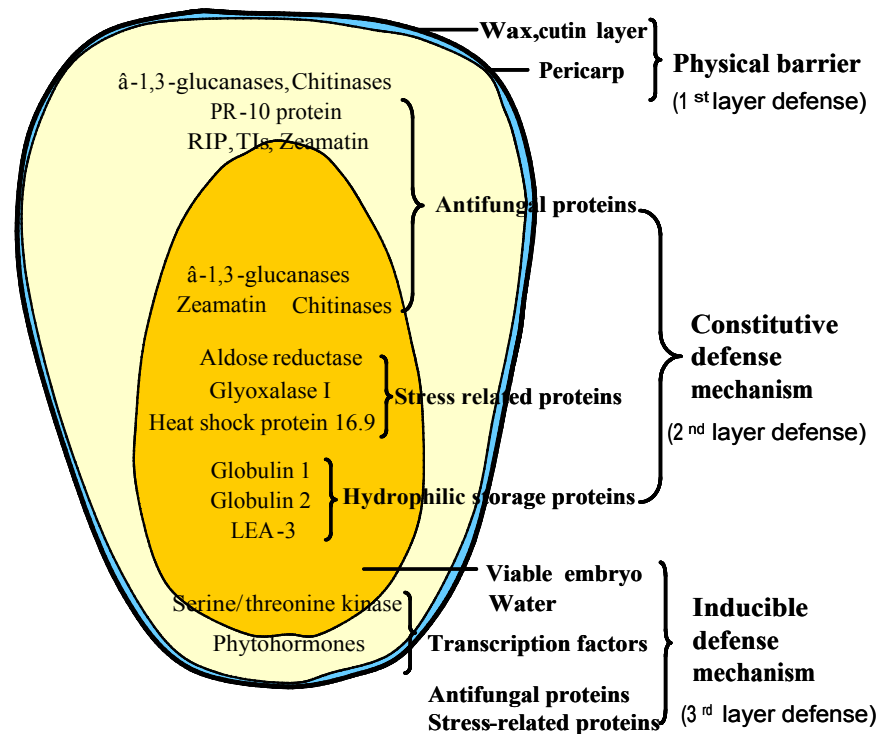 Wax,cutin layer
Pericarp
Physical barrier
(1 st layer defense)
â-1,3-glucanases, Chitinases
PR-10 protein
RIP, TIs, Zeamatin
Antifungal proteins
â-1,3-glucanases
Zeamatin Chitinases
Aldose reductase
Glyoxalase I
Heat shock protein 16.9
Stress related proteins
Globulin 1
Globulin 2
LEA-3
Hydrophilic storage proteins
Constitutive
defense
mechanism
(2 nd layer defense)
Viable embryo
Water
Serine/threonine kinase
Phytohormones
Transcription factors
Antifungal proteins
Stress-related proteins
Inducible
defense
mechanism
(3 rd layer defense)